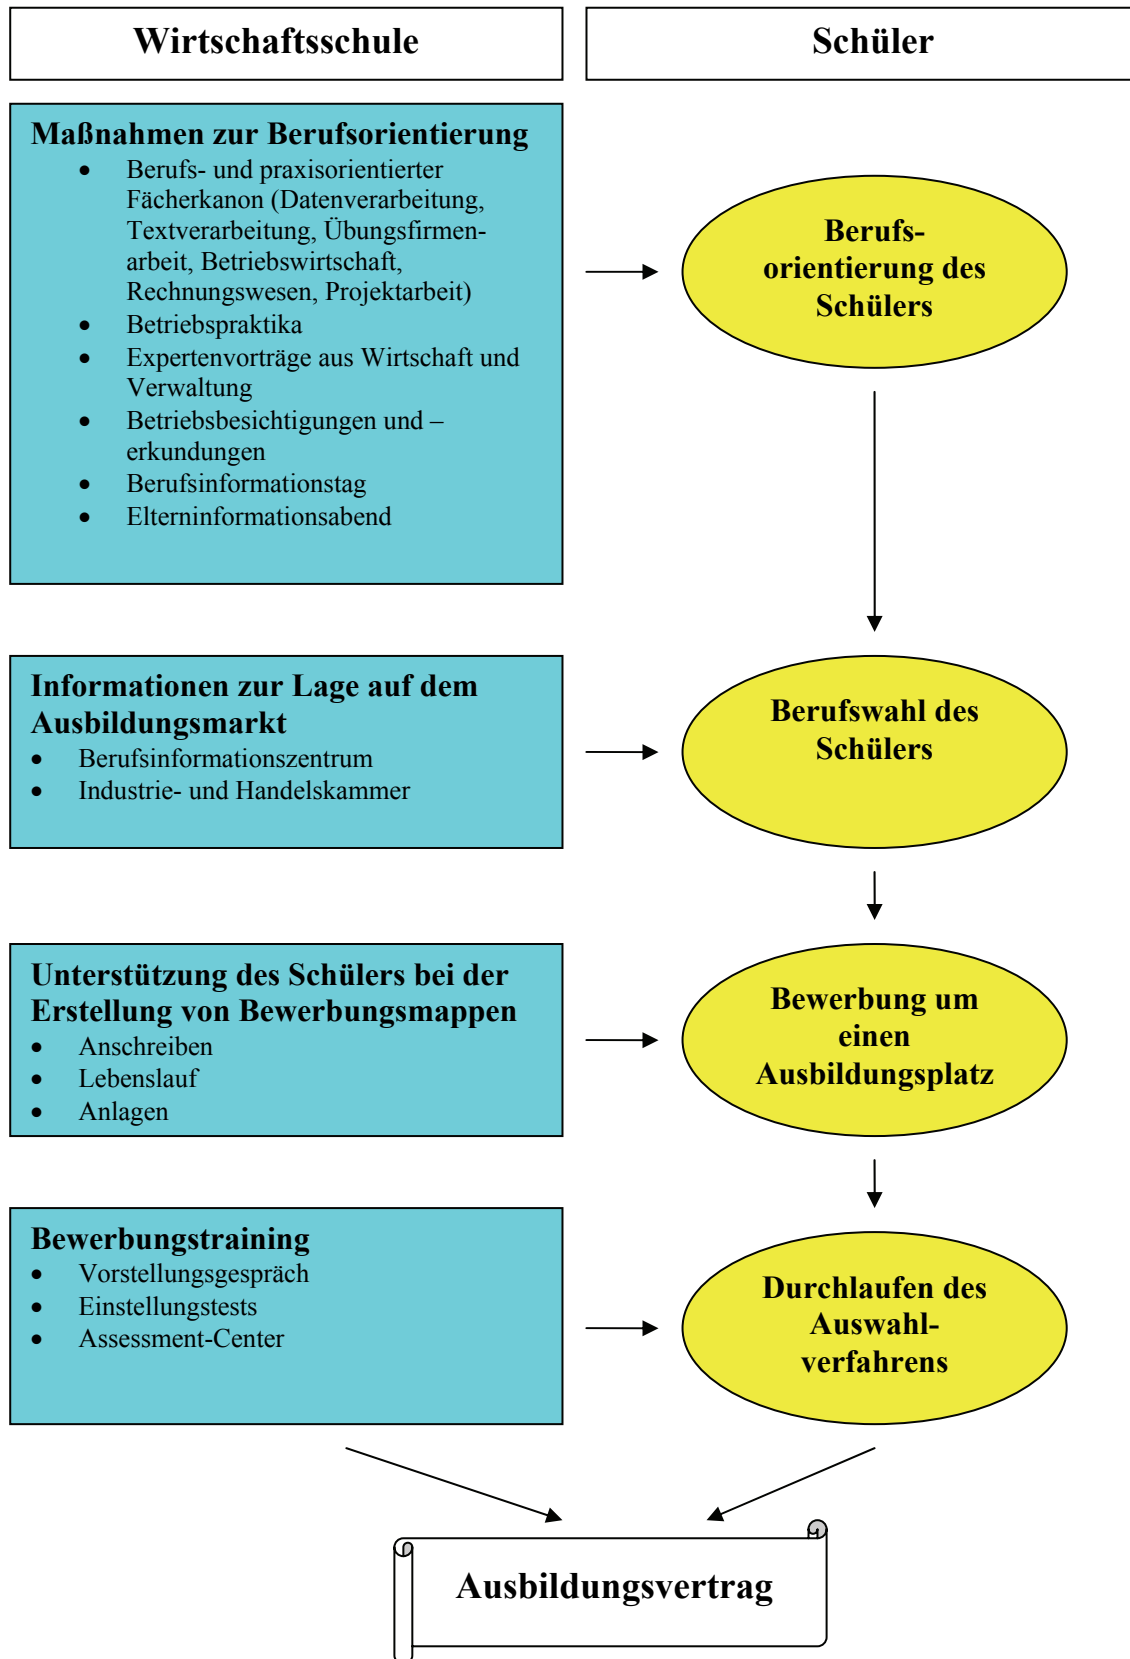 Wirtschaftsschule
Schüler
Maßnahmen zur Berufsorientierung
• Berufs- und praxisorientierter
Fächerkanon (Datenverarbeitung,
Textverarbeitung, Übungsfirmen-
arbeit, Betriebswirtschaft,
Rechnungswesen, Projektarbeit)
• Betriebspraktika
• Expertenvorträge aus Wirtschaft und
Verwaltung
• Betriebsbesichtigungen und –
erkundungen
• Berufsinformationstag
• Elterninformationsabend
Berufs-
orientierung des
Schülers
Informationen zur Lage auf dem
Ausbildungsmarkt
• Berufsinformationszentrum
• Industrie- und Handelskammer
Berufswahl des
Schülers
Unterstützung des Schülers bei der
Erstellung von Bewerbungsmappen
• Anschreiben
• Lebenslauf
• Anlagen
Bewerbung um
einen
Ausbildungsplatz
Bewerbungstraining
• Vorstellungsgespräch
• Einstellungstests
• Assessment-Center
Durchlaufen des
Auswahl-
verfahrens
Ausbildungsvertrag